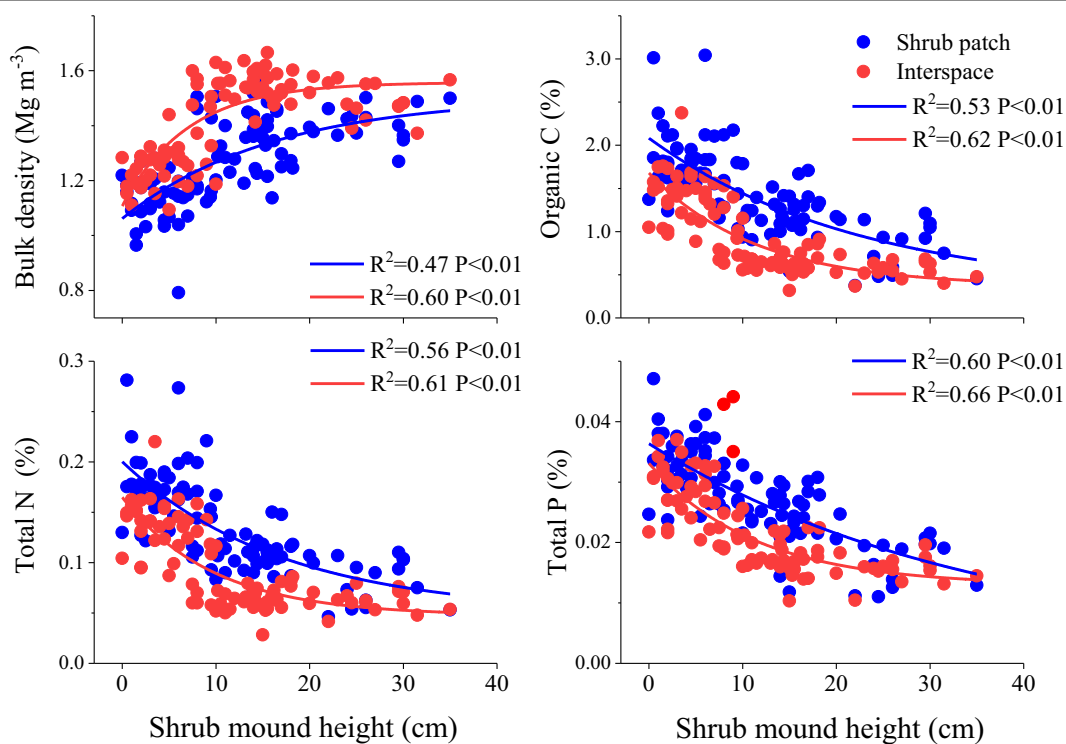 Bulk density (Mg m⁻³)
1.6
1.2
0.8
R²=0.47 P<0.01
R²=0.60 P<0.01
Organic C (%)
3.0
2.0
1.0
0.0
Shrub patch
Interspace
R²=0.53 P<0.01
R²=0.62 P<0.01
Total N (%)
0.3
0.2
0.1
0.0
R²=0.56 P<0.01
R²=0.61 P<0.01
0 10 20 30 40
Shrub mound height (cm)
Total P (%)
0.04
0.02
0.00
R²=0.60 P<0.01
R²=0.66 P<0.01
0 10 20 30 40
Shrub mound height (cm)